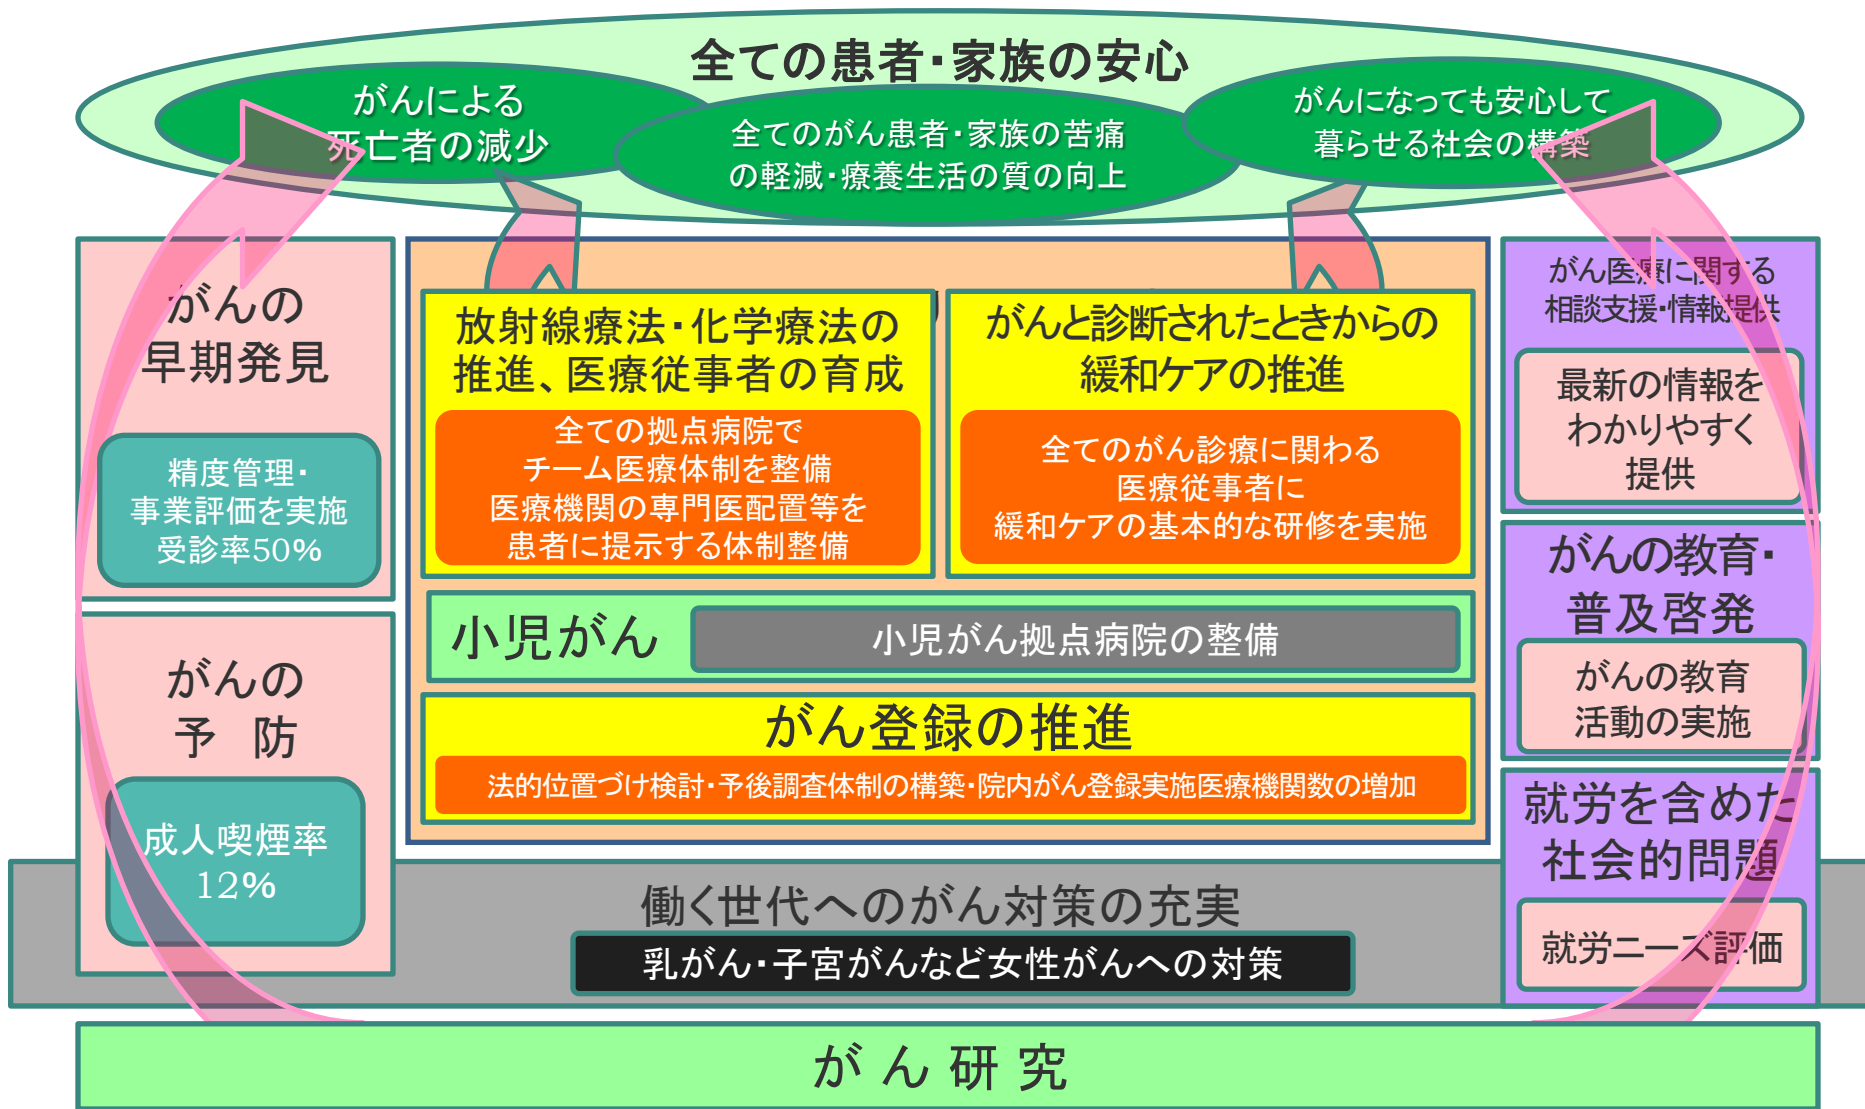 全ての患者・家族の安心
がんによる
死亡者の減少
全てのがん患者・家族の苦痛
の軽減・療養生活の質の向上
がんになっても安心して
暮らせる社会の構築
がんの
早期発見
精度管理・
事業評価を実施
受診率50%
がんの
予　防
成人喫煙率
12%
放射線療法・化学療法の
推進、医療従事者の育成
全ての拠点病院で
チーム医療体制を整備
医療機関の専門医配置等を
患者に提示する体制整備
がんと診断されたときからの
緩和ケアの推進
全てのがん診療に関わる
医療従事者に
緩和ケアの基本的な研修を実施
小児がん
小児がん拠点病院の整備
がん登録の推進
法的位置づけ検討・予後調査体制の構築・院内がん登録実施医療機関数の増加
がん医療に関する
相談支援・情報提供
最新の情報を
わかりやすく
提供
がんの教育・
普及啓発
がんの教育
活動の実施
就労を含めた
社会的問題
就労ニーズ評価
働く世代へのがん対策の充実
乳がん・子宮がんなど女性がんへの対策
がん研究